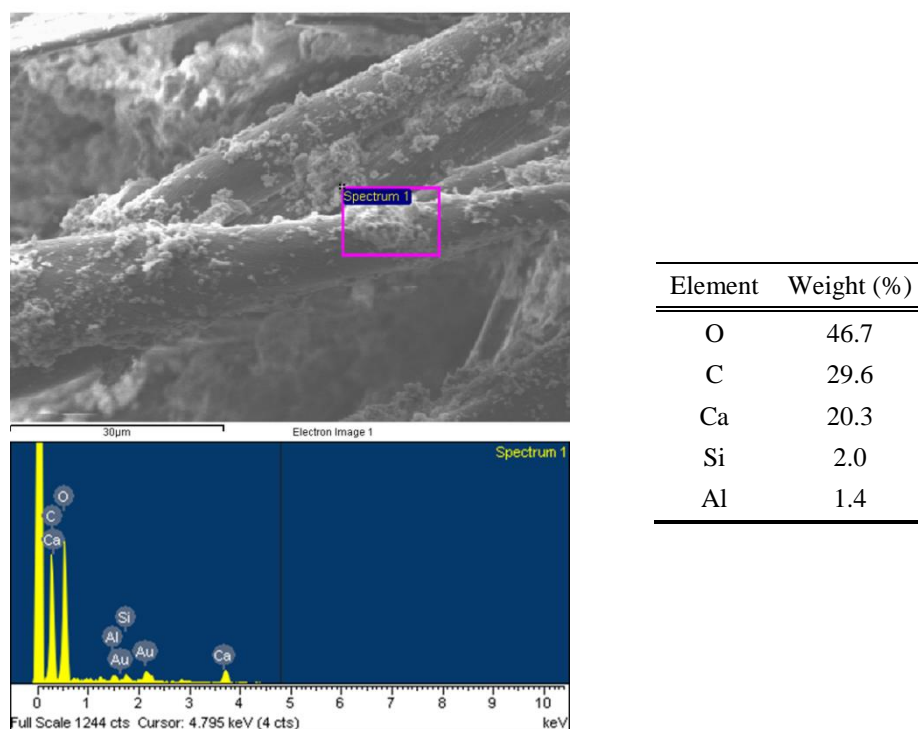 Spectrum 1
30µm Electron Image 1
Spectrum 1
O
C
Ca
Si
Al
Au
Au
Ca
0 1 2 3 4 5 6 7 8 9 10
Full Scale 1244 cts Cursor: 4.795 keV (4 cts) keV
Element Weight (%)
O 46.7
C 29.6
Ca 20.3
Si 2.0
Al 1.4